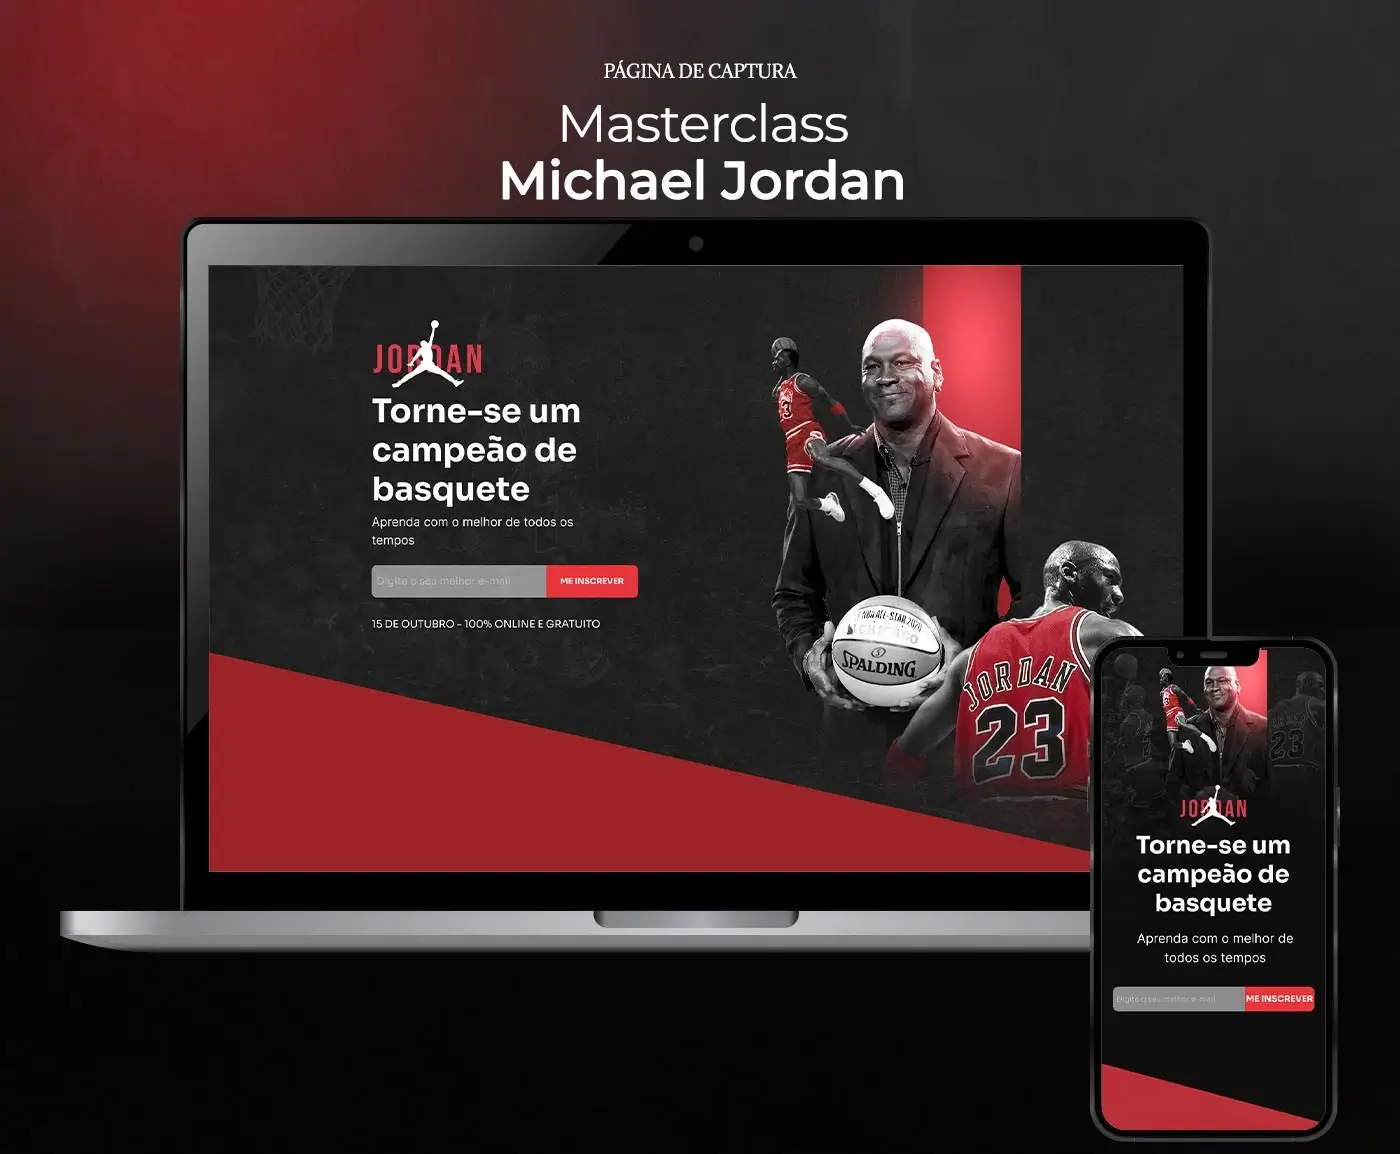 PÁGINA DE CAPTURA
Masterclass
Michael Jordan
JORDAN
Torne-se um
campeão de
basquete
Aprenda com o melhor de todos os
tempos
Digite o seu melhor e-mail
ME INSCREVER
15 DE OUTUBRO - 100% ONLINE E GRATUITO
NBA ALL-STAR 2020
CHICAGO
SPALDING
JORDAN
23
23
JORDAN
Torne-se um
campeão de
basquete
Aprenda com o melhor de
todos os tempos
Digite o seu melhor e-mail
ME INSCREVER